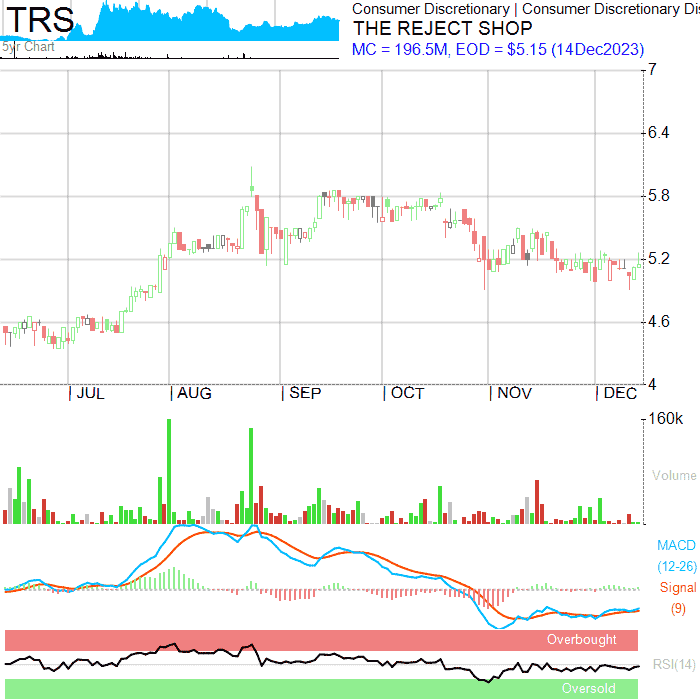 TRS
5yr Chart
Consumer Discretionary | Consumer Discretionary Dis
THE REJECT SHOP
MC = 196.5M, EOD = $5.15 (14Dec2023)
7
6.4
5.8
5.2
4.6
4
JUL
AUG
SEP
OCT
NOV
DEC
160k
Volume
MACD
(12-26)
Signal
(9)
Overbought
RSI(14)
Oversold